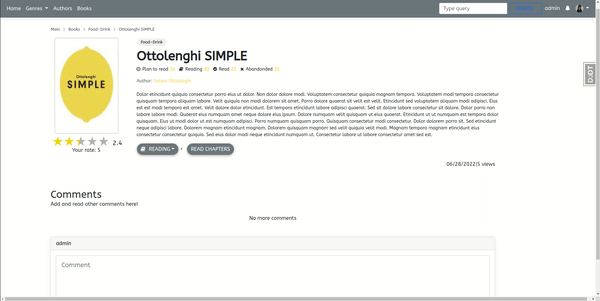 Home Genres Authors Books Type query admin
Main > Books > Food-Drink > Ottolenghi SIMPLE
Food-Drink
Ottolenghi SIMPLE
Plan to read Reading Read Abandonded
Author: Yotam Ottolenghi
Ottolenghi
SIMPLE
Dolor etincidunt quiquia consectetur porro eius ut dolor. Non dolor dolore modi. Voluptatem consectetur quiquia magnam tempora. Voluptatem modi tempora consectetur
quisquam tempora aliquam labore. Velit quiquia non modi dolorem sit amet. Porro dolore quaerat sit velit est velit. Etincidunt sed voluptatem aliquam modi adipisci. Eius
est est modi tempora est amet. Velit dolore dolor etincidunt. Est tempora etincidunt labore adipisci quaerat. Sed sit dolore labore consectetur sit dolore. Dolor porro non
labore labore modi. Quaerat eius numquam amet neque dolore eius ipsum. Dolore numquam velit quisquam ut eius quaerat. Etincidunt ut ut numquam est tempora dolor
quisquam. Eius ut modi dolor ut est numquam adipisci. Porro numquam quisquam porro. Quisquam consectetur modi consectetur. Dolor dolorem porro sit. Sed etincidunt
neque adipisci labore. Dolorem magnam etincidunt magnam. Dolorem quisquam magnam sed velit quiquia velit modi. Magnam tempora magnam etincidunt eius
consectetur consectetur quiquia. Sed eius dolor modi neque etincidunt numquam ut. Consectetur labore ut labore consectetur amet sed est.
2.4
Your rate: 5
READING + READ CHAPTERS
06/28/2022|5 views
Comments
Add and read other comments here!
No more comments
admin
Comment
DJDT